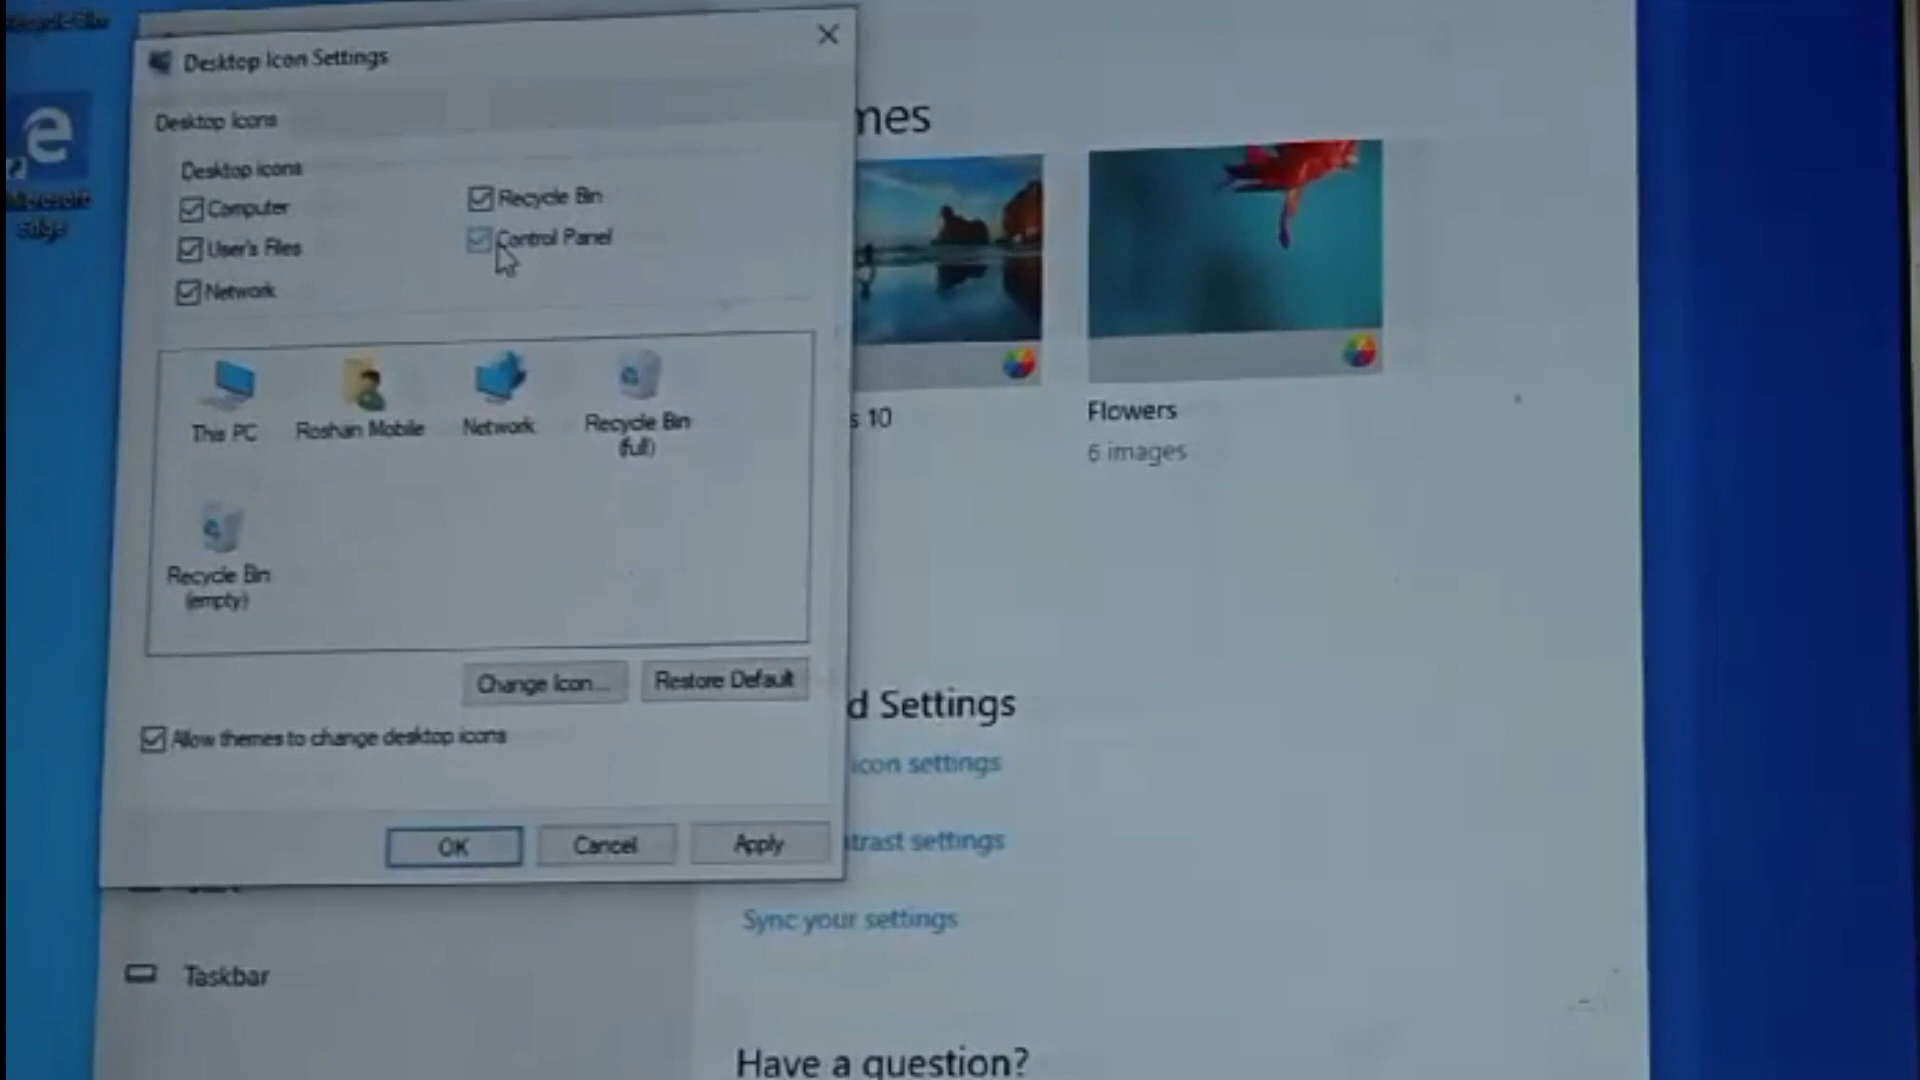 Desktop Icon Settings
Desktop Icons
Desktop icons
Computer
Recycle Bin
User's Files
Control Panel
Network
This PC
Roshan Mobile
Network
Recycle Bin
(full)
Recycle Bin
(empty)
Change Icon...
Restore Default
Allow themes to change desktop icons
OK
Cancel
Apply
Microsoft
Edge
mes
s 10
Flowers
6 images
d Settings
icon settings
trast settings
Sync your settings
Taskbar
Have a question?